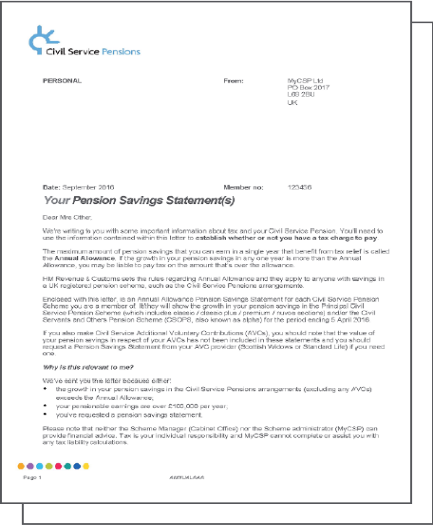 Civil Service Pensions
PERSONAL
From:
MyCSP Ltd
PO Box 2017
L69 2BU
UK
Date: September 2016
Member no:
123456
Your Pension Savings Statement(s)
Dear Mrs Other,
We're writing to you with some important information about tax and your Civil Service Pension. You'll need to
use the information contained within this letter to establish whether or not you have a tax charge to pay.
The maximum amount of pension savings that you can earn in a single year that benefit from tax relief is called
the Annual Allowance. If the growth in your pension savings in any one year is more than the Annual
Allowance, you may be liable to pay tax on the amount that's over the allowance.
HM Revenue & Customs sets the rules regarding Annual Allowance and they apply to anyone with savings in
a UK registered pension scheme, such as the Civil Service Pensions arrangements.
Enclosed with this letter, is an Annual Allowance Pension Savings Statement for each Civil Service Pension
Scheme you are a member of. They will show the growth in your pension savings in the Principal Civil
Service Pension Scheme (which includes classic / classic plus / premium / nuvos sections) and/or the Civil
Servants and Others Pension Scheme (CSOPS, also known as alpha) for the period ending 5 April 2016.
If you also make Civil Service Additional Voluntary Contributions (AVCs), you should note that the value of
your pension savings in respect of your AVCs has not been included in these statements and you should
request a Pension Savings Statement from your AVC provider (Scottish Widows or Standard Life) if you need
one.
Why is this relevant to me?
We've sent you this letter because either:
• the growth in your pension savings in the Civil Service Pensions arrangements (excluding any AVCs)
exceeds the Annual Allowance;
• your pensionable earnings are over £100,000 per year;
• you've requested a pension savings statement.
Please note that neither the Scheme Manager (Cabinet Office) nor the Scheme administrator (MyCSP) can
provide financial advice. Tax is your individual responsibility and MyCSP cannot complete or assist you with
any tax liability calculations.
Page 1